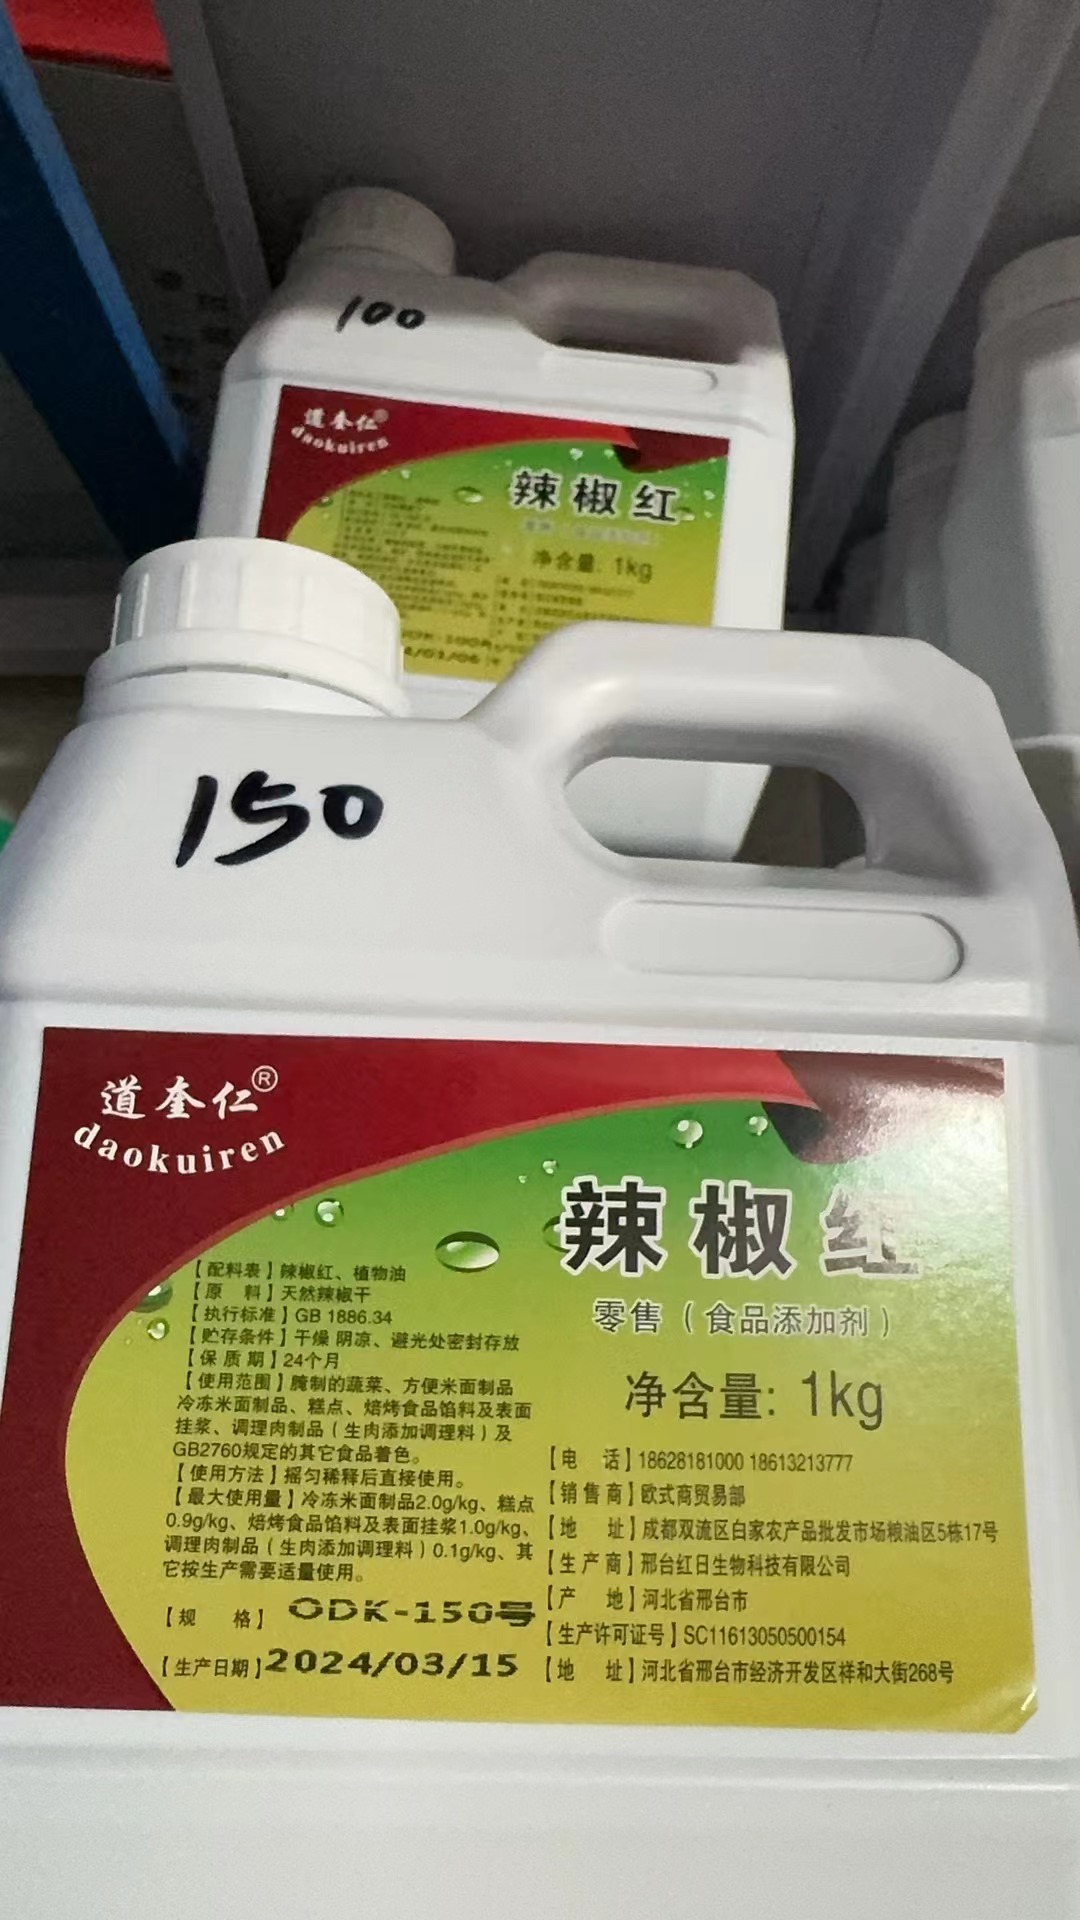 100
道奎仁®
daokuiren
辣椒红
净含量: 1kg
150
道奎仁®
daokuiren
辣椒红
零售（食品添加剂）
净含量: 1kg
【配料表】辣椒红、植物油
【原 料】天然辣椒干
【执行标准】GB 1886.34
【贮存条件】干燥 阴凉、避光处密封存放
【保 质 期】24个月
【使用范围】腌制的蔬菜、方便米面制品
冷冻米面制品、糕点、焙烤食品馅料及表面
挂浆、调理肉制品（生肉添加调理料）及
GB2760规定的其它食品着色。
【使用方法】摇匀稀释后直接使用。
【最大使用量】冷冻米面制品2.0g/kg、糕点
0.9g/kg、焙烤食品馅料及表面挂浆1.0g/kg、
调理肉制品（生肉添加调理料）0.1g/kg、其
它按生产需要适量使用。
【规 格】ODK-150号
【生产日期】2024/03/15
【电 话】18628181000 18613213777
【销售商】欧式商贸易部
【地 址】成都双流区白家农产品批发市场粮油区5栋17号
【生产商】邢台红日生物科技有限公司
【产 地】河北省邢台市
【生产许可证号】SC11613050500154
【地 址】河北省邢台市经济开发区祥和大街268号